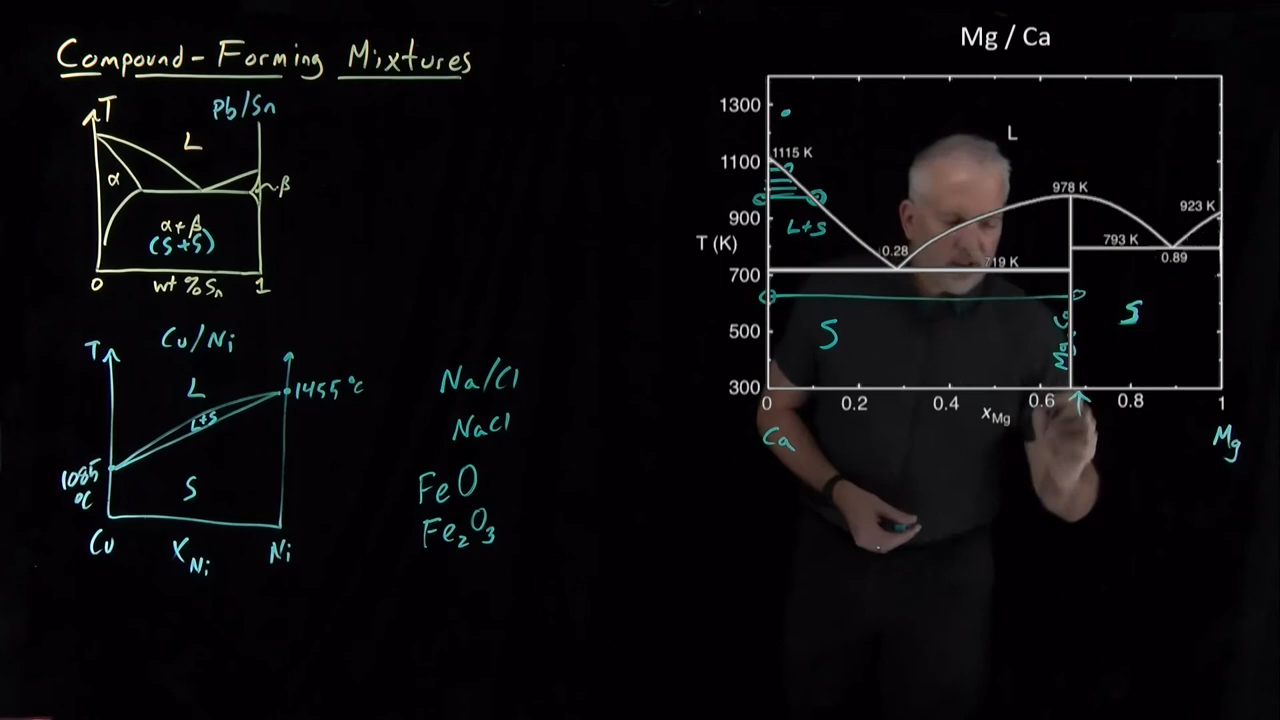 Compound-Forming Mixtures
T
Pb/Sn
L
α
β
α+β
(S+S)
0
wt % Sn
1
Cu/Ni
T
L
1455 °C
L+S
1085 °C
S
Cu
X_Ni
Ni
Na/Cl
NaCl
FeO
Fe₂O₃
Mg / Ca
1300
1100
900
T (K)
700
500
300
1115 K
L
978 K
923 K
L+S
0.28
793 K
0.89
719 K
S
Mg₂Ca
S
0
0.2
0.4
x_Mg
0.6
0.8
1
Ca
Mg